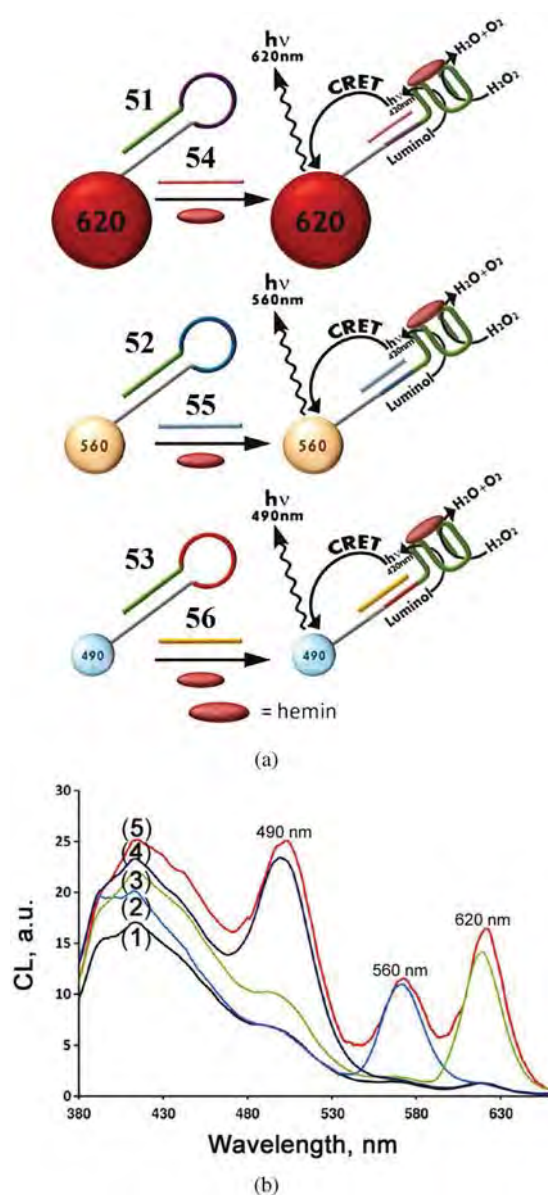 hν
620nm
H₂O+O₂
51
CRET
hν
420nm
H₂O₂
54
Luminol
620
620
hν
560nm
H₂O+O₂
52
CRET
hν
420nm
H₂O₂
55
Luminol
560
560
hν
490nm
H₂O+O₂
53
CRET
hν
420nm
H₂O₂
56
Luminol
490
490
= hemin
(a)
30
25
20
15
10
5
0
CL, a.u.
(5)
(4)
(3)
(2)
(1)
490 nm
560 nm
620 nm
380
430
480
530
580
630
Wavelength, nm
(b)